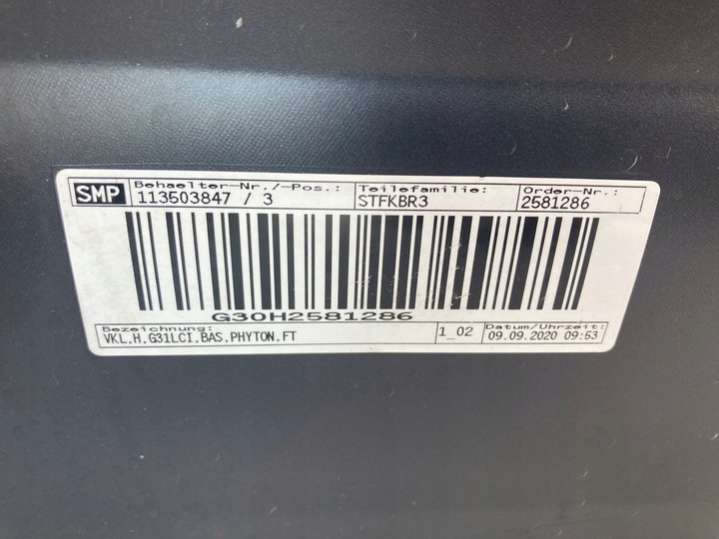 SMP
Behaelter-Nr./-Pos.: Teilefamilie: Order-Nr.:
113503847 / 3 STFKBR3 2581286
G30H2581286
Bezeichnung: Datum/Uhrzeit:
VKL.H.G31LCI.BAS.PHYTON.FT 1_02 09.09.2020 09:53